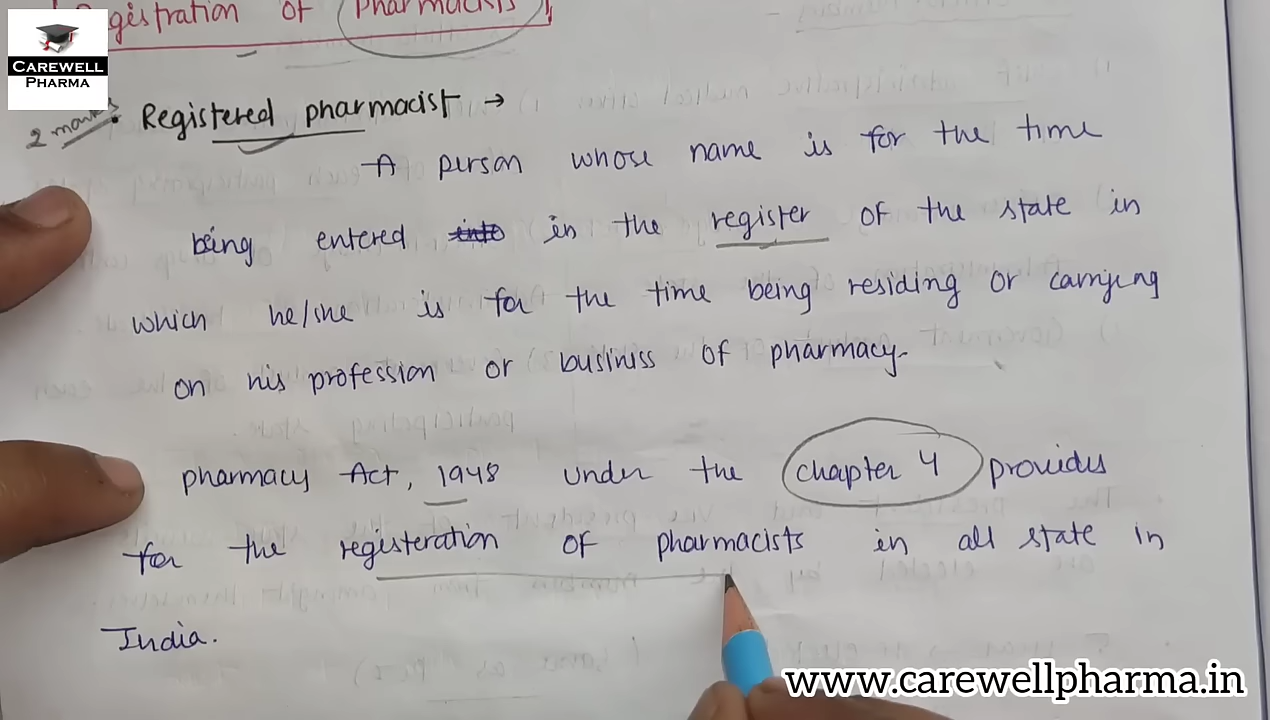 Registration of Pharmacists
CAREWELL
PHARMA
2 marks
• Registered pharmacist →
A person whose name is for the time
being entered in the register of the state in
which he/she is for the time being residing or carrying
on his profession or business of pharmacy.
pharmacy Act, 1948 under the chapter 4 provides
for the registeration of pharmacists in all state in
India.
www.carewellpharma.in